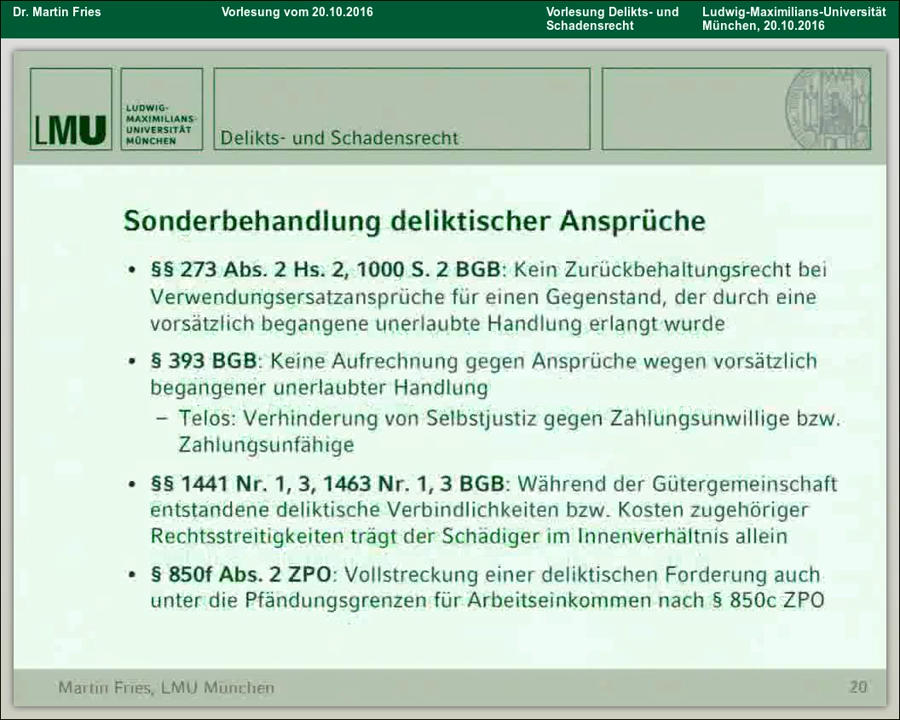 Dr. Martin Fries
Vorlesung vom 20.10.2016
Vorlesung Delikts- und
Schadensrecht
Ludwig-Maximilians-Universität
München, 20.10.2016
LMU
LUDWIG-
MAXIMILIANS-
UNIVERSITÄT
MÜNCHEN
Delikts- und Schadensrecht
Sonderbehandlung deliktischer Ansprüche
• §§ 273 Abs. 2 Hs. 2, 1000 S. 2 BGB: Kein Zurückbehaltungsrecht bei
Verwendungsersatzansprüche für einen Gegenstand, der durch eine
vorsätzlich begangene unerlaubte Handlung erlangt wurde
• § 393 BGB: Keine Aufrechnung gegen Ansprüche wegen vorsätzlich
begangener unerlaubter Handlung
– Telos: Verhinderung von Selbstjustiz gegen Zahlungsunwillige bzw.
Zahlungsunfähige
• §§ 1441 Nr. 1, 3, 1463 Nr. 1, 3 BGB: Während der Gütergemeinschaft
entstandene deliktische Verbindlichkeiten bzw. Kosten zugehöriger
Rechtsstreitigkeiten trägt der Schädiger im Innenverhältnis allein
• § 850f Abs. 2 ZPO: Vollstreckung einer deliktischen Forderung auch
unter die Pfändungsgrenzen für Arbeitseinkommen nach § 850c ZPO
Martin Fries, LMU München
20